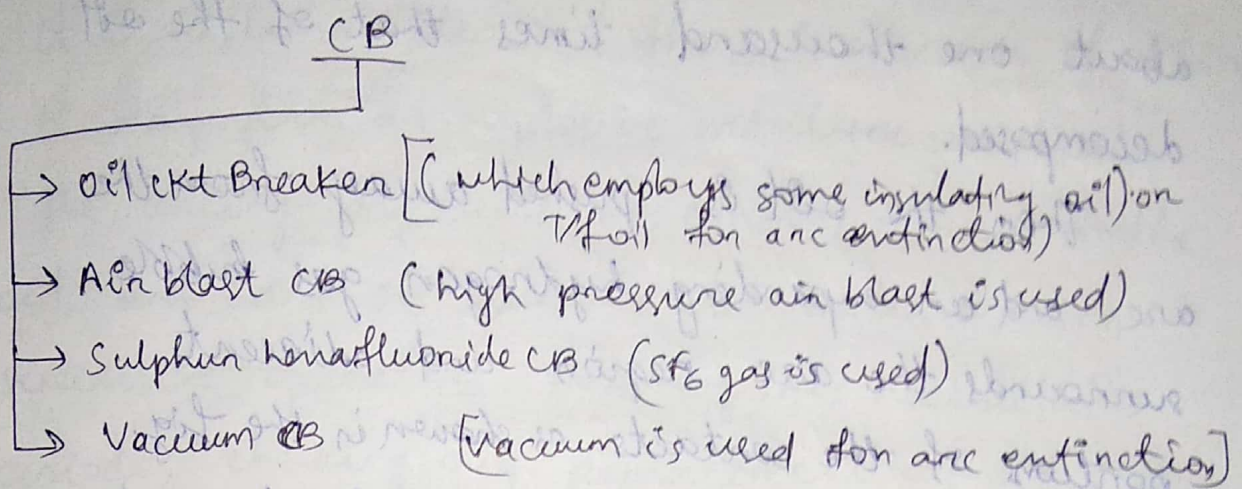 CB
→ Oil ckt Breaker [(which employs some insulating oil) or
T/f oil for arc extinction)
→ Air blast CB (high pressure air blast is used)
→ Sulphur hexafluoride CB (SF6 gas is used)
→ Vacuum CB [vacuum is used for arc extinction]